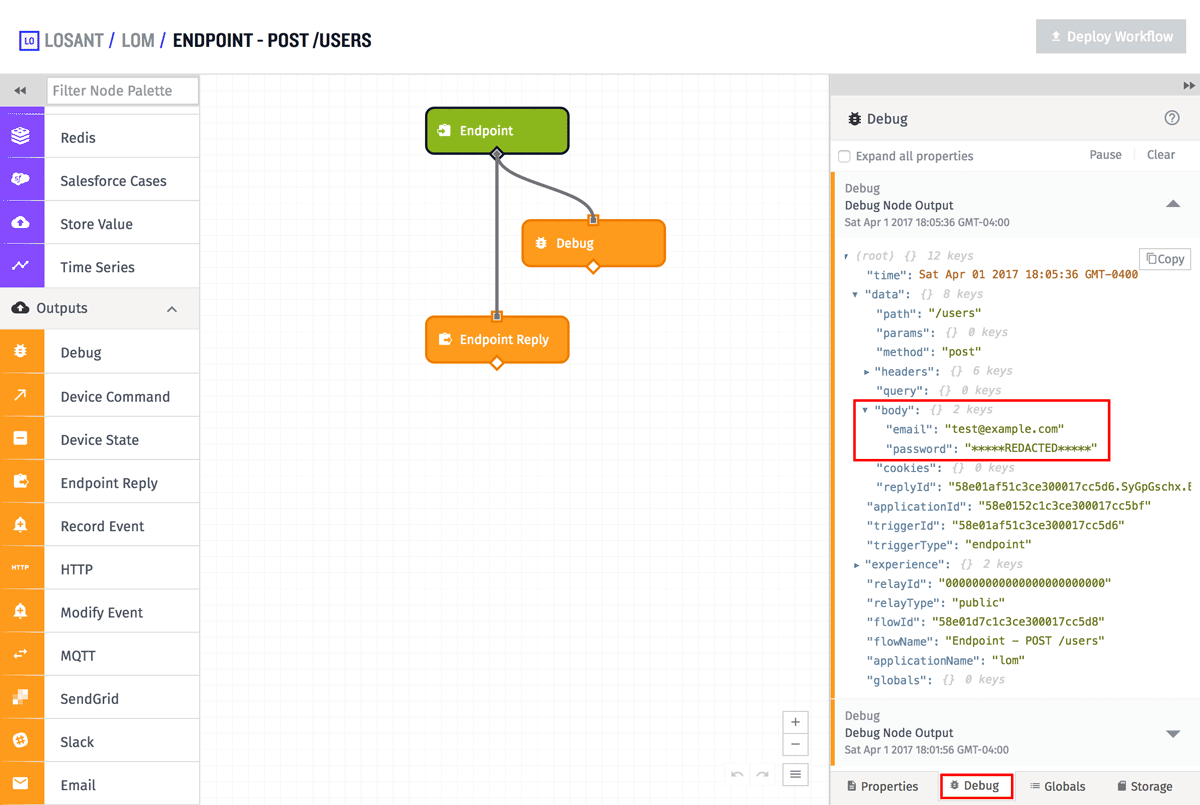 LO LOSANT / LOM / ENDPOINT - POST /USERS
Deploy Workflow
Filter Node Palette
Redis
Salesforce Cases
Store Value
Time Series
Outputs
Debug
Device Command
Device State
Endpoint Reply
Record Event
HTTP HTTP
Modify Event
MQTT
SendGrid
Slack
Email
Endpoint
Debug
Endpoint Reply
+
−
Debug
?
Expand all properties Pause Clear
Debug
Debug Node Output
Sat Apr 1 2017 18:05:36 GMT-04:00
Copy
(root) {} 12 keys
"time": Sat Apr 01 2017 18:05:36 GMT-0400
"data": {} 8 keys
"path": "/users"
"params": {} 0 keys
"method": "post"
"headers": {} 6 keys
"query": {} 0 keys
"body": {} 2 keys
"email": "test@example.com"
"password": "*****REDACTED*****"
"cookies": {} 0 keys
"replyId": "58e01af51c3ce300017cc5d6.SyGpGschx.E
"applicationId": "58e0152c1c3ce300017cc5bf"
"triggerId": "58e01af51c3ce300017cc5d6"
"triggerType": "endpoint"
"experience": {} 2 keys
"relayId": "000000000000000000000000"
"relayType": "public"
"flowId": "58e01d7c1c3ce300017cc5d8"
"flowName": "Endpoint - POST /users"
"applicationName": "lom"
"globals": {} 0 keys
Debug
Debug Node Output
Sat Apr 1 2017 18:01:56 GMT-04:00
Properties Debug Globals Storage